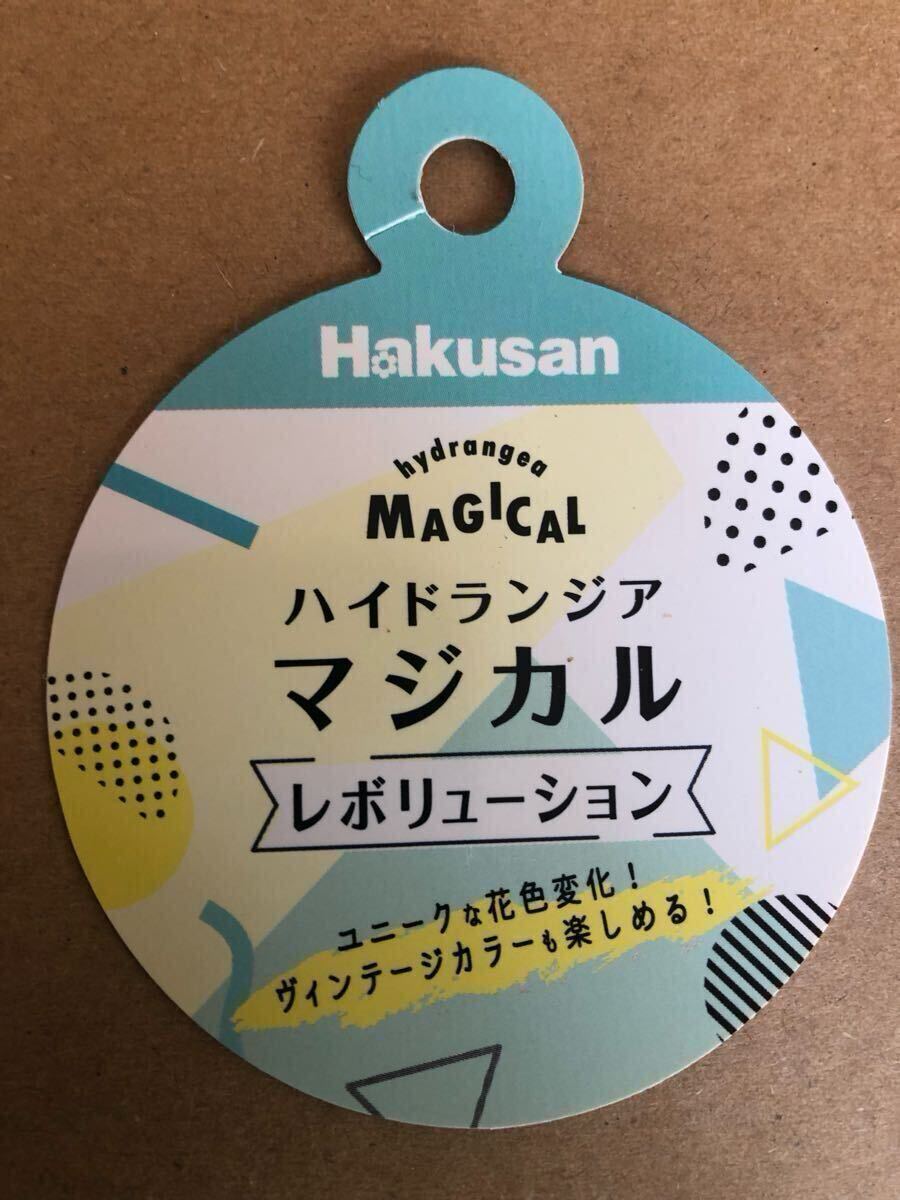 Hakusan
hydrangea
MAGICAL
ハイドランジア
マジカル
レボリューション
ユニークな花色変化!
ヴィンテージカラーも楽しめる!